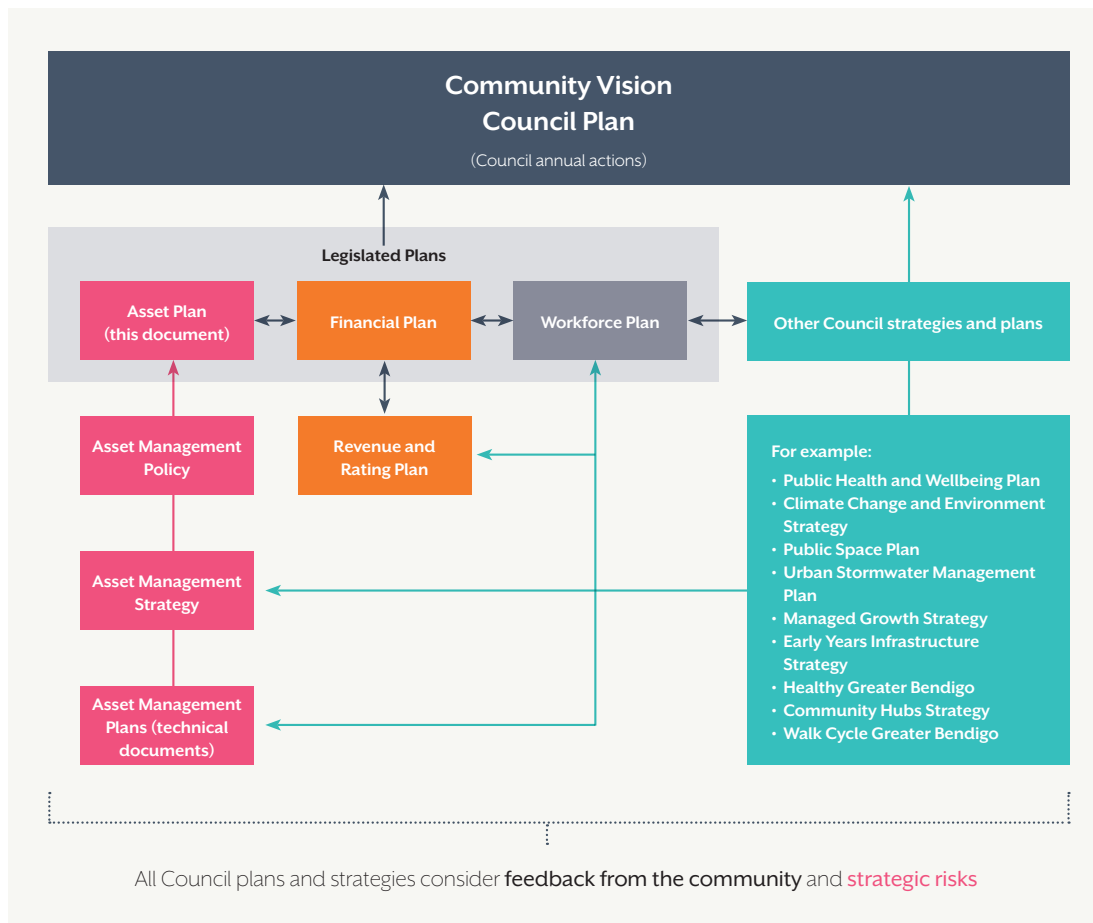 Community Vision
Council Plan
(Council annual actions)
Legislated Plans
Asset Plan
(this document)
Financial Plan
Workforce Plan
Other Council strategies and plans
Asset Management
Policy
Revenue and
Rating Plan
Asset Management
Strategy
Asset Management
Plans (technical
documents)
For example:
• Public Health and Wellbeing Plan
• Climate Change and Environment
Strategy
• Public Space Plan
• Urban Stormwater Management
Plan
• Managed Growth Strategy
• Early Years Infrastructure
Strategy
• Healthy Greater Bendigo
• Community Hubs Strategy
• Walk Cycle Greater Bendigo
All Council plans and strategies consider feedback from the community and strategic risks